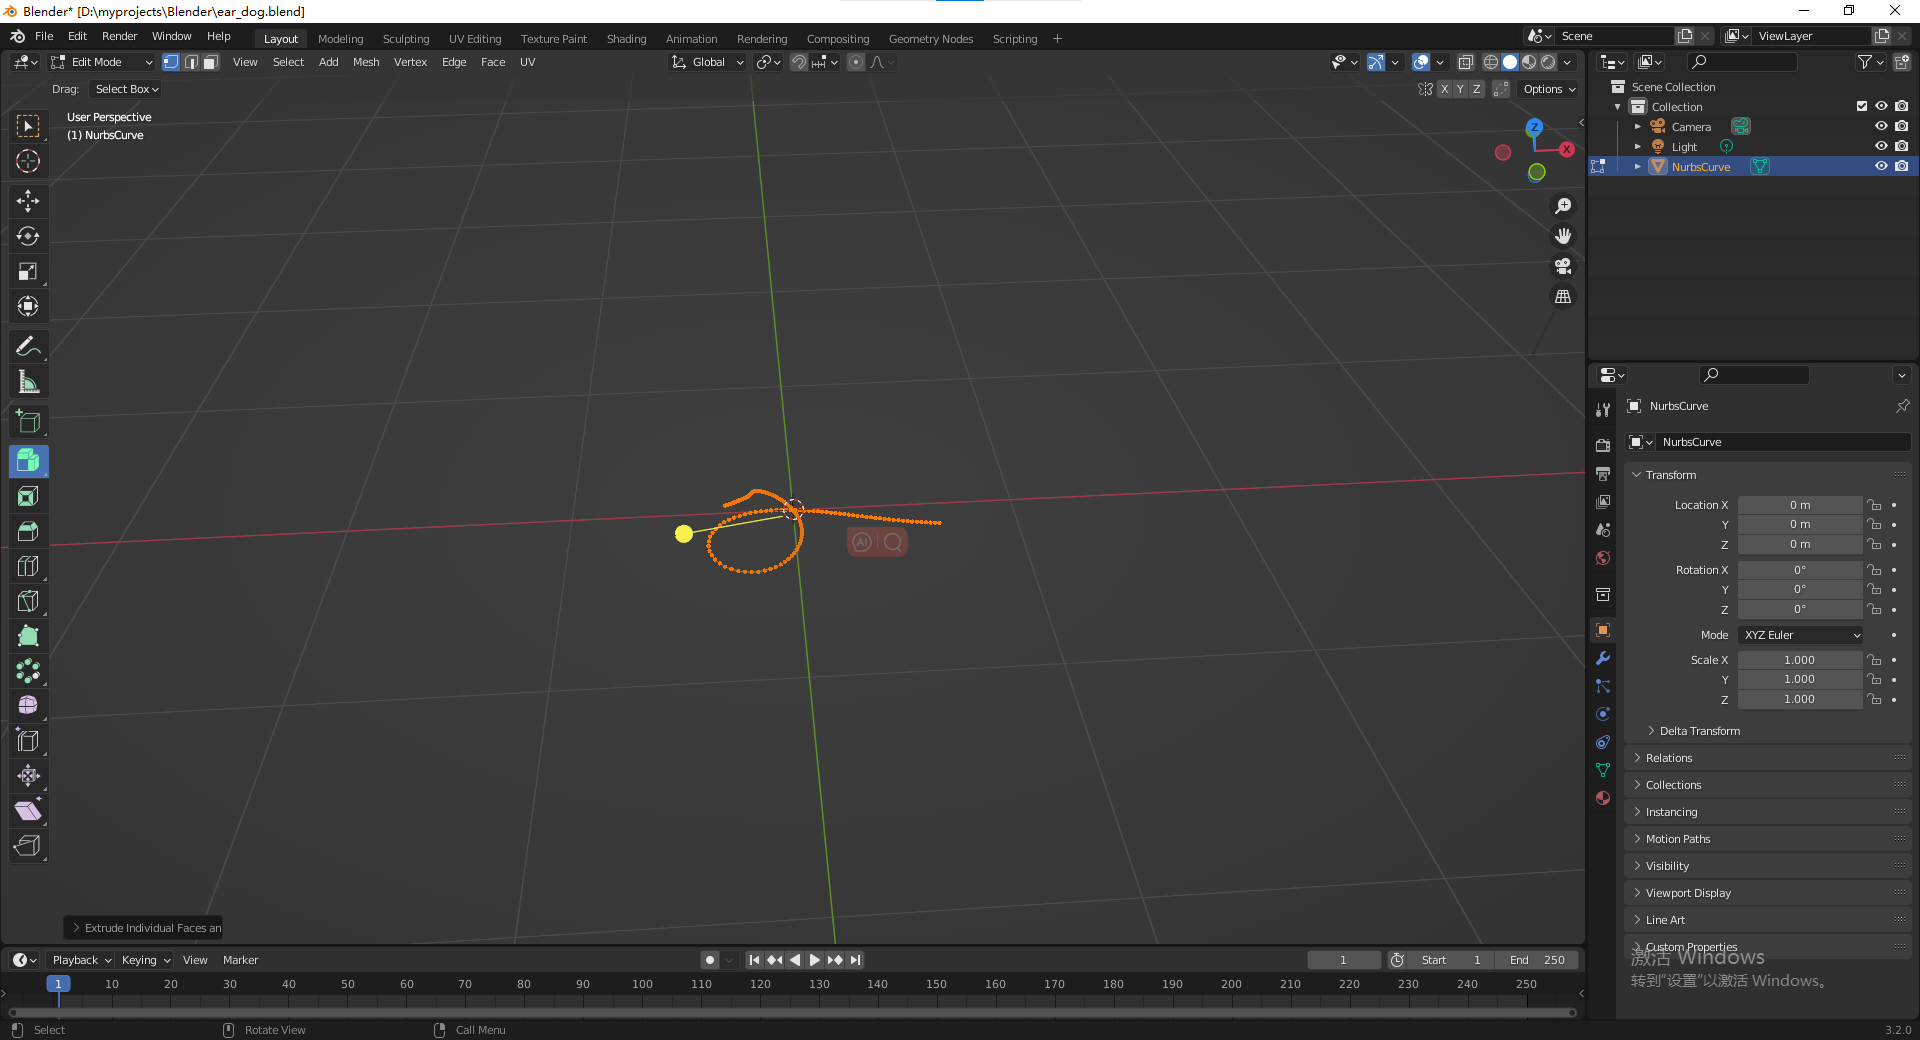 Blender* [D:\myprojects\Blender\ear_dog.blend]
File Edit Render Window Help Layout Modeling Sculpting UV Editing Texture Paint Shading Animation Rendering Compositing Geometry Nodes Scripting + Scene ViewLayer
Edit Mode View Select Add Mesh Vertex Edge Face UV Global
Drag: Select Box X Y Z Options
User Perspective
(1) NurbsCurve
Z
X
AI
Extrude Individual Faces an
Scene Collection
Collection
Camera
Light
NurbsCurve
NurbsCurve
NurbsCurve
Transform
Location X 0 m
Y 0 m
Z 0 m
Rotation X 0°
Y 0°
Z 0°
Mode XYZ Euler
Scale X 1.000
Y 1.000
Z 1.000
Delta Transform
Relations
Collections
Instancing
Motion Paths
Visibility
Viewport Display
Line Art
Custom Properties
激活 Windows
转到“设置”以激活 Windows。
Playback Keying View Marker 1 Start 1 End 250
1 10 20 30 40 50 60 70 80 90 100 110 120 130 140 150 160 170 180 190 200 210 220 230 240 250
Select Rotate View Call Menu 3.2.0